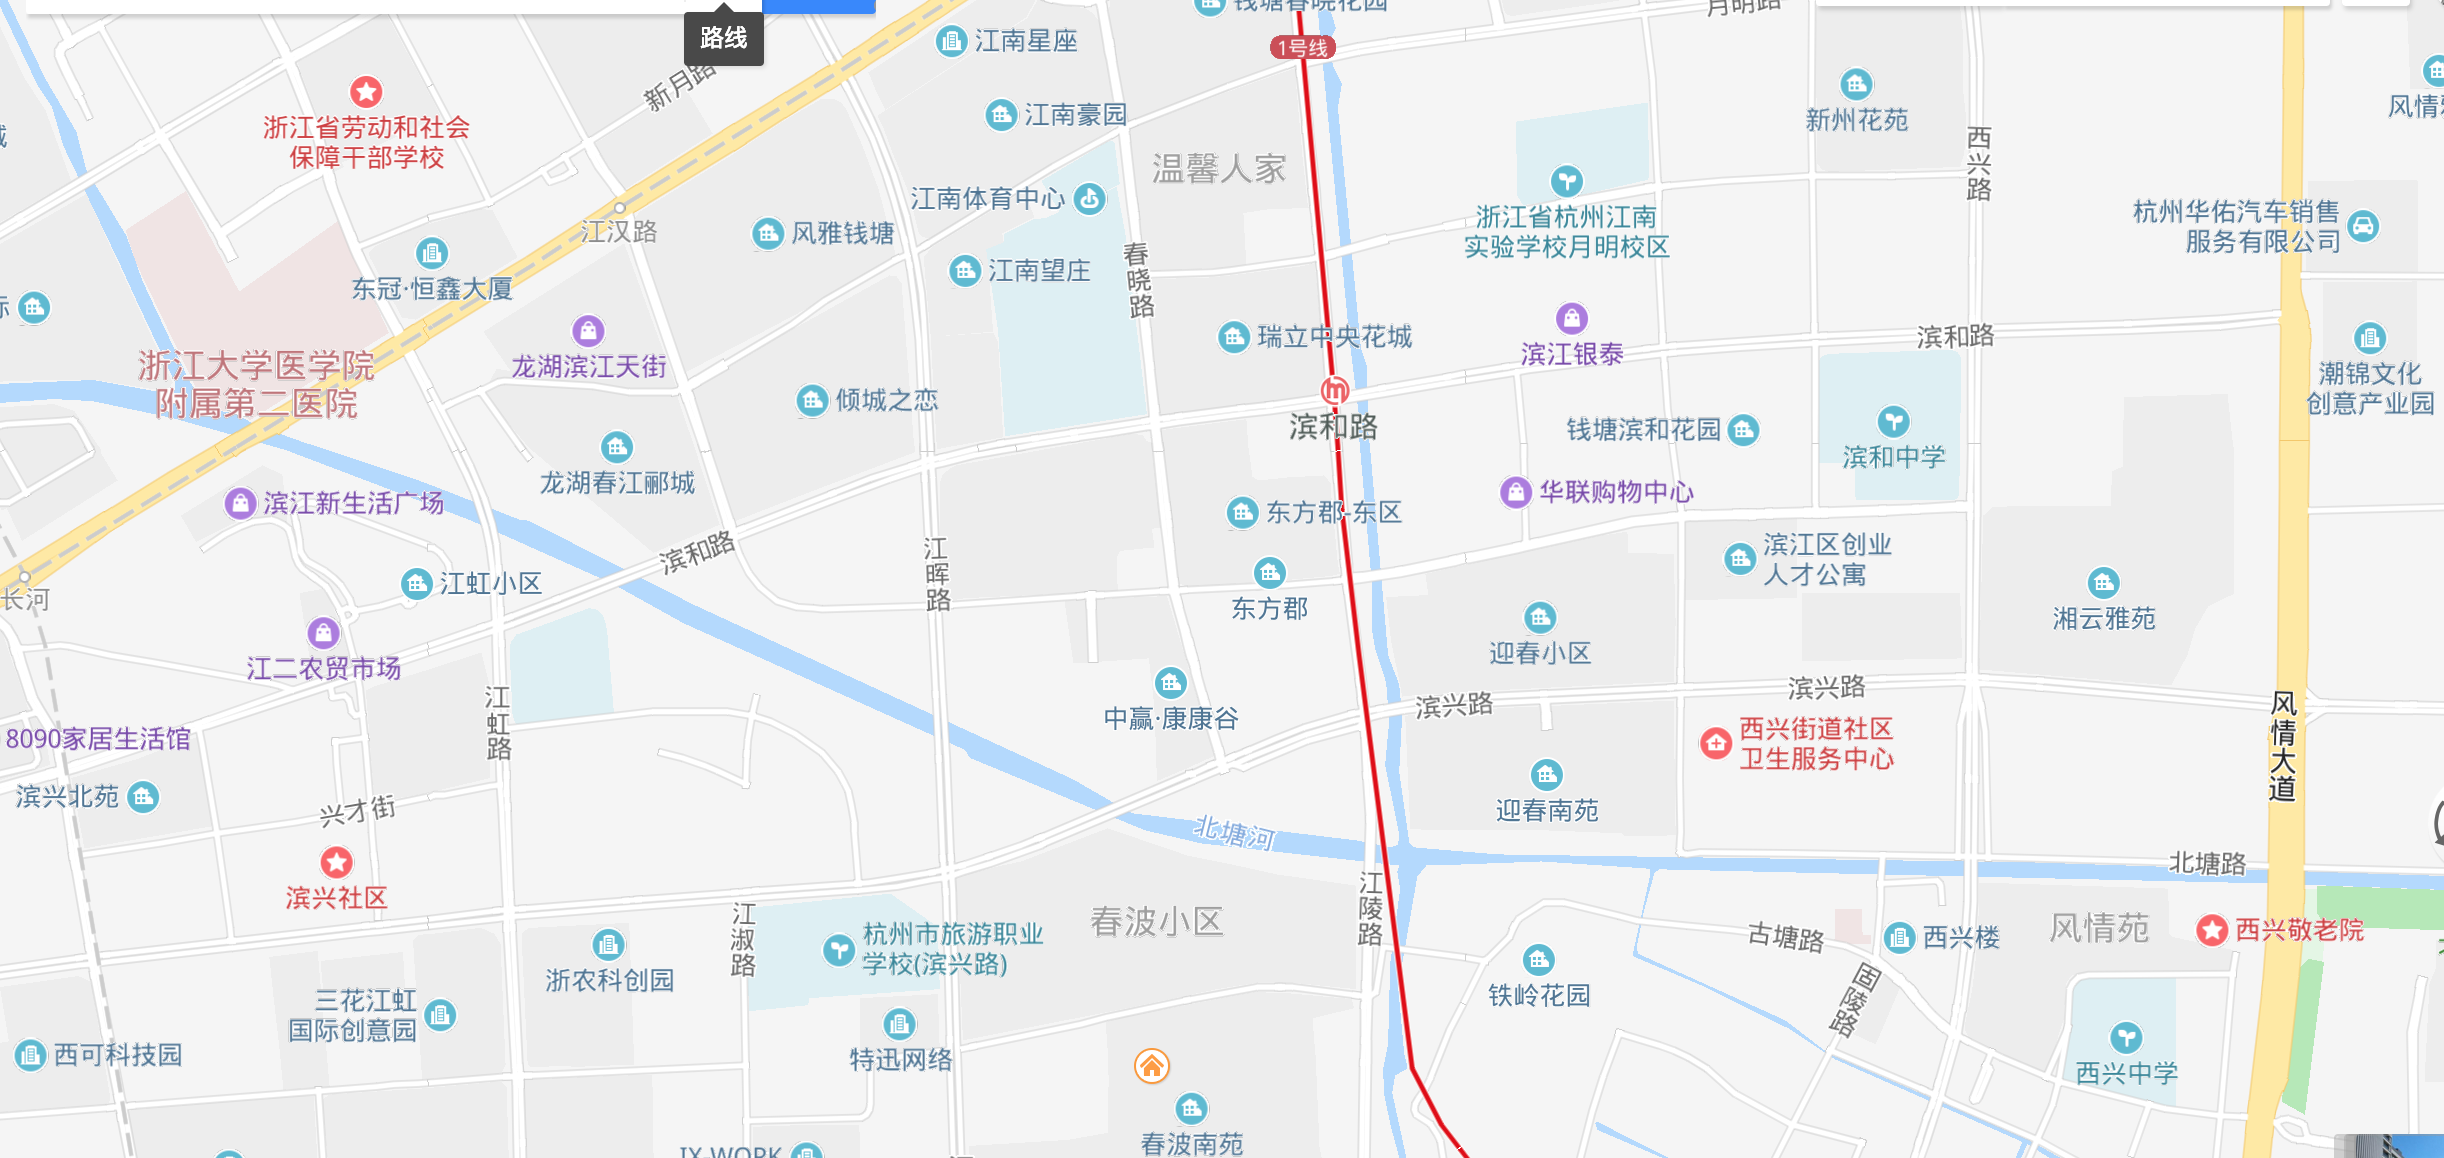 路线
钱塘春晓花园
月明路
江南星座
1号线
新月路
浙江省劳动和社会
保障干部学校
江南豪园
新州花苑
风情雅
西兴路
温馨人家
江南体育中心
浙江省杭州江南
实验学校月明校区
杭州华佑汽车销售
服务有限公司
江汉路
风雅钱塘
东冠·恒鑫大厦
江南望庄
春晓路
龙湖滨江天街
瑞立中央花城
滨江银泰
滨和路
浙江大学医学院
附属第二医院
潮锦文化
创意产业园
倾城之恋
滨和路
钱塘滨和花园
滨和中学
龙湖春江郦城
滨江新生活广场
华联购物中心
东方郡-东区
滨和路
江晖路
滨江区创业
人才公寓
江虹小区
长河
东方郡
湘云雅苑
江二农贸市场
迎春小区
江虹路
中赢·康康谷
滨兴路
滨兴路
风情大道
8090家居生活馆
西兴街道社区
卫生服务中心
滨兴北苑
兴才街
迎春南苑
北塘河
北塘路
滨兴社区
江陵路
江淑路
杭州市旅游职业
学校(滨兴路)
春波小区
古塘路
西兴楼
风情苑
西兴敬老院
浙农科创园
三花江虹
国际创意园
铁岭花园
固陵路
西可科技园
特迅网络
西兴中学
春波南苑
IX-WORK